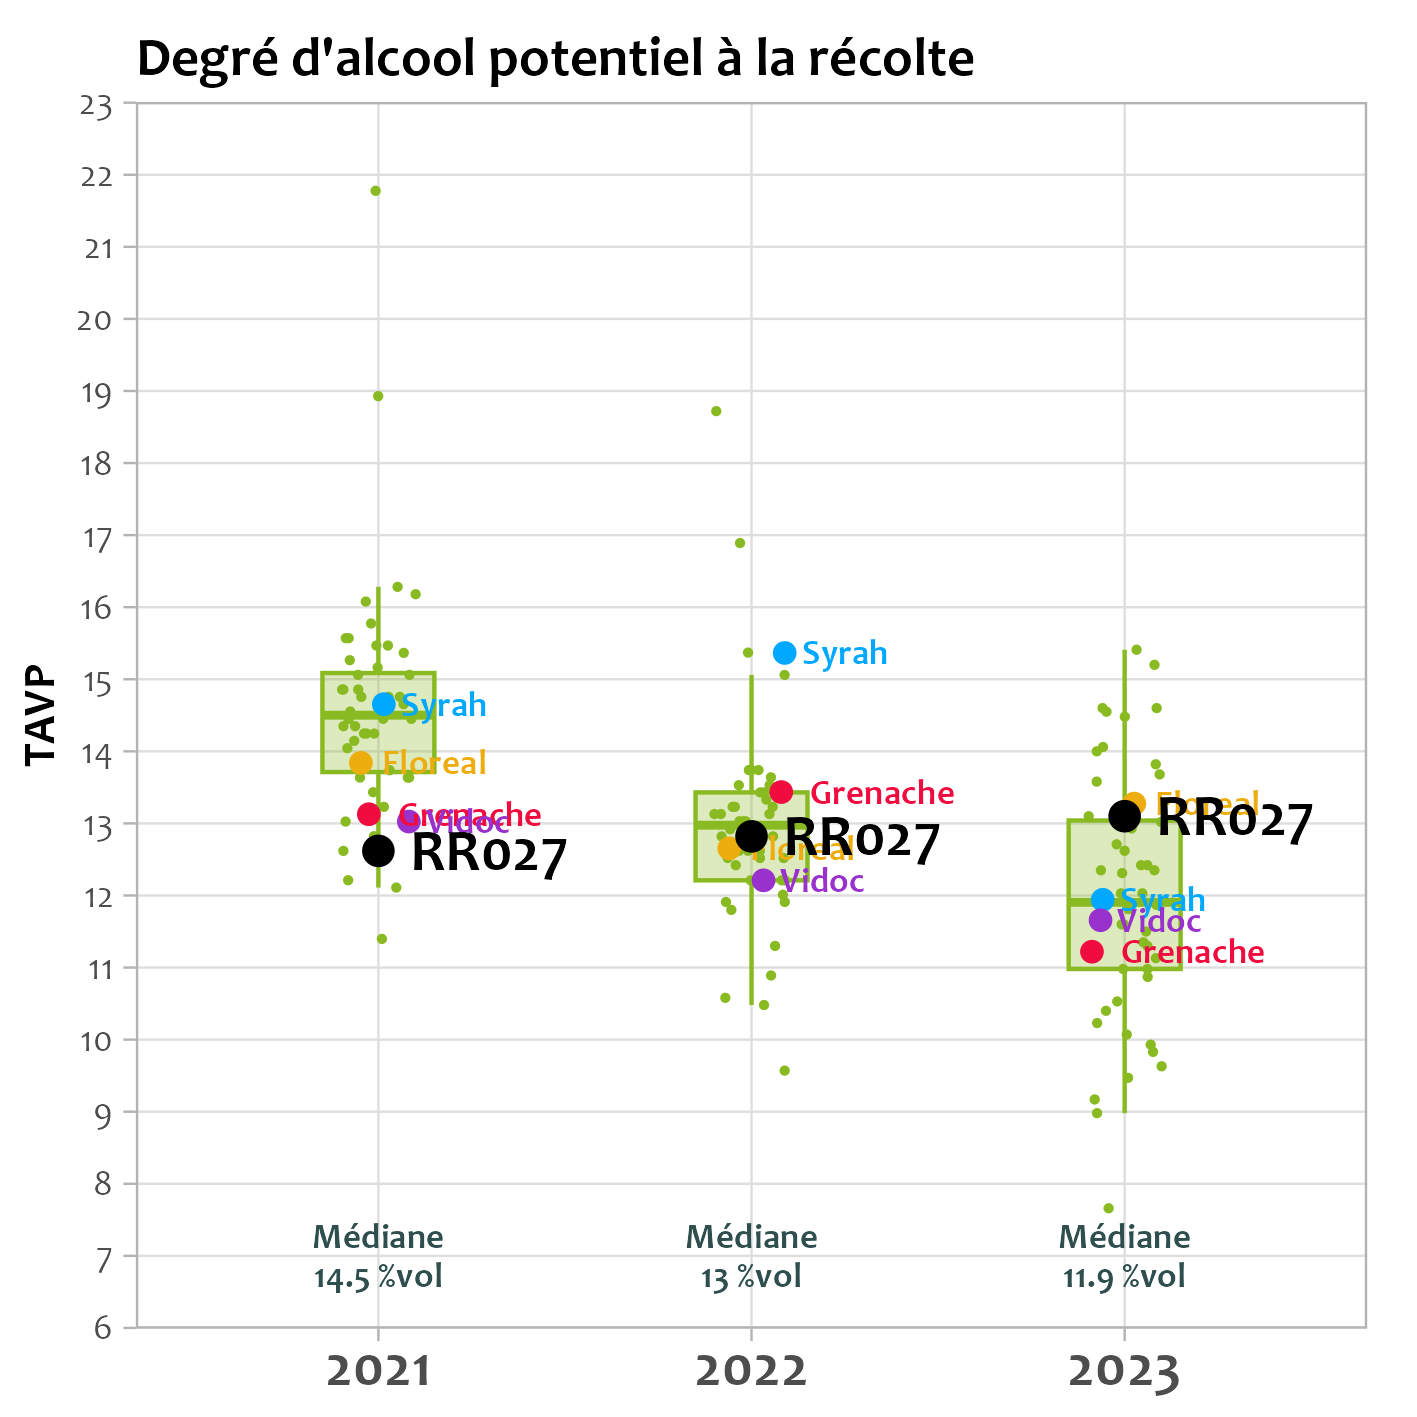 Degré d'alcool potentiel à la récolte
TAVP
23
22
21
20
19
18
17
16
15
14
13
12
11
10
9
8
7
6
Syrah
Floreal
Grenache
Vidoc
RR027
Syrah
Grenache
RR027
Floreal
Vidoc
Floreal
RR027
Syrah
Vidoc
Grenache
Médiane
14.5 %vol
Médiane
13 %vol
Médiane
11.9 %vol
2021
2022
2023